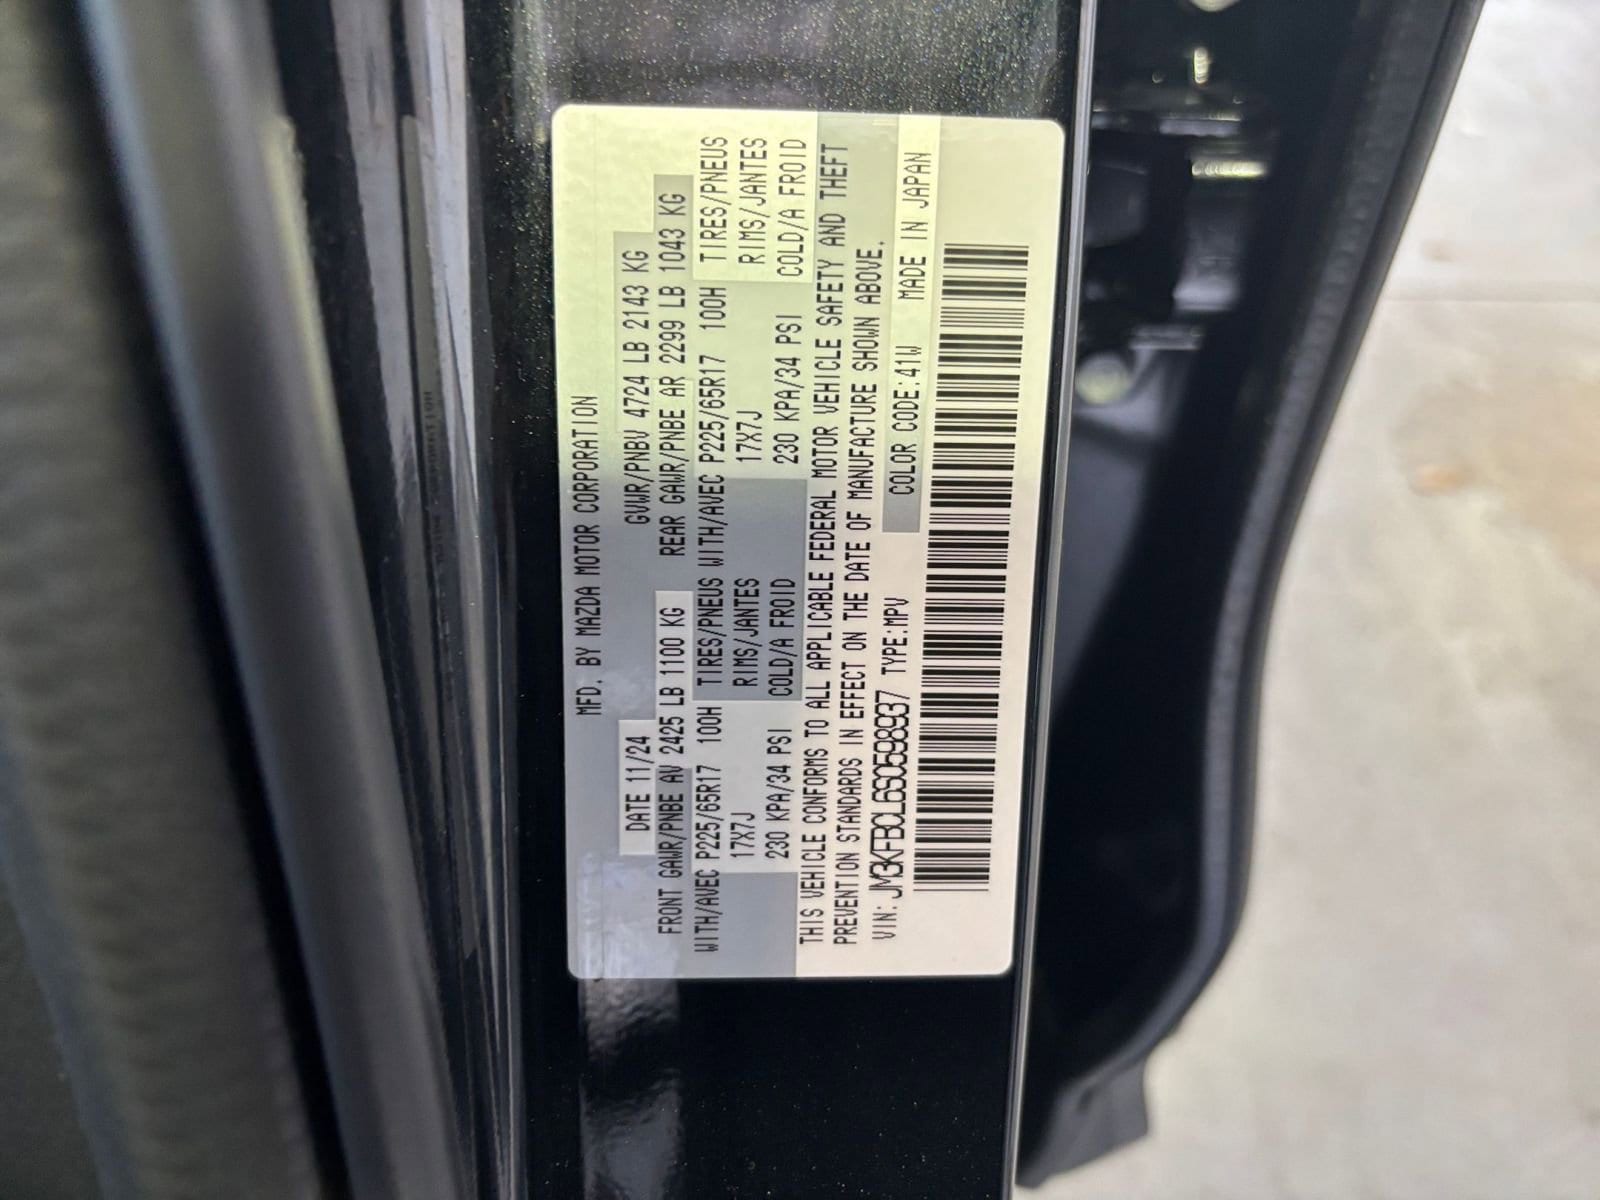 MFD. BY MAZDA MOTOR CORPORATION
DATE 11/24 GVWR/PNBV 4724 LB 2143 KG
FRONT GAWR/PNBE AV 2425 LB 1100 KG REAR GAWR/PNBE AR 2299 LB 1043 KG
WITH/AVEC P225/65R17 100H TIRES/PNEUS WITH/AVEC P225/65R17 100H TIRES/PNEUS
17X7J RIMS/JANTES 17X7J RIMS/JANTES
230 KPA/34 PSI COLD/A FROID 230 KPA/34 PSI COLD/A FROID
THIS VEHICLE CONFORMS TO ALL APPLICABLE FEDERAL MOTOR VEHICLE SAFETY AND THEFT
PREVENTION STANDARDS IN EFFECT ON THE DATE OF MANUFACTURE SHOWN ABOVE.
VIN: JM3KFBCL6S0598937 TYPE:MPV COLOR CODE:41W MADE IN JAPAN